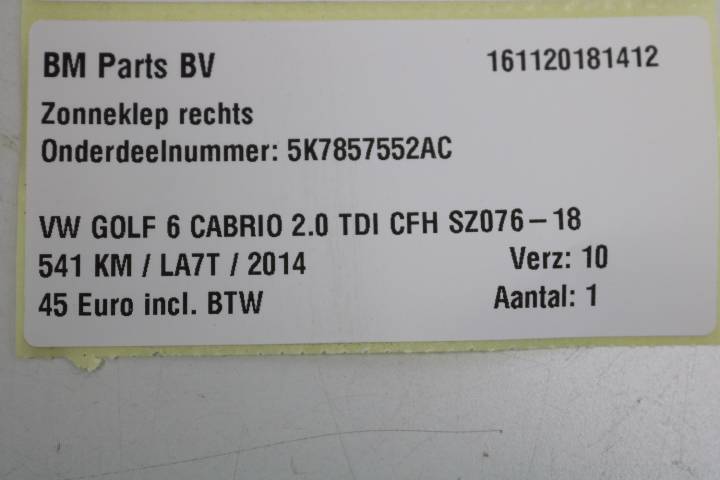 BM Parts BV 161120181412
Zonneklep rechts
Onderdeelnummer: 5K7857552AC
VW GOLF 6 CABRIO 2.0 TDI CFH SZ076-18
541 KM / LA7T / 2014 Verz: 10
45 Euro incl. BTW Aantal: 1